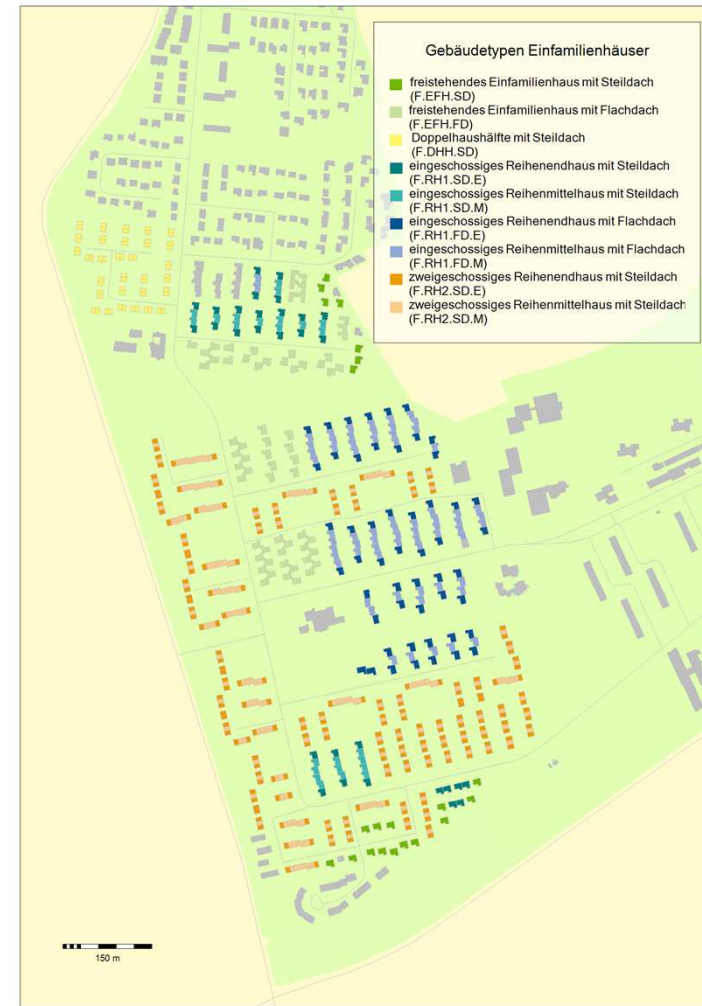 Gebäudetypen Einfamilienhäuser
freistehendes Einfamilienhaus mit Steildach
(F.EFH.SD)
freistehendes Einfamilienhaus mit Flachdach
(F.EFH.FD)
Doppelhaushälfte mit Steildach
(F.DHH.SD)
eingeschossiges Reihenendhaus mit Steildach
(F.RH1.SD.E)
eingeschossiges Reihenmittelhaus mit Steildach
(F.RH1.SD.M)
eingeschossiges Reihenendhaus mit Flachdach
(F.RH1.FD.E)
eingeschossiges Reihenmittelhaus mit Flachdach
(F.RH1.FD.M)
zweigeschossiges Reihenendhaus mit Steildach
(F.RH2.SD.E)
zweigeschossiges Reihenmittelhaus mit Steildach
(F.RH2.SD.M)
150 m